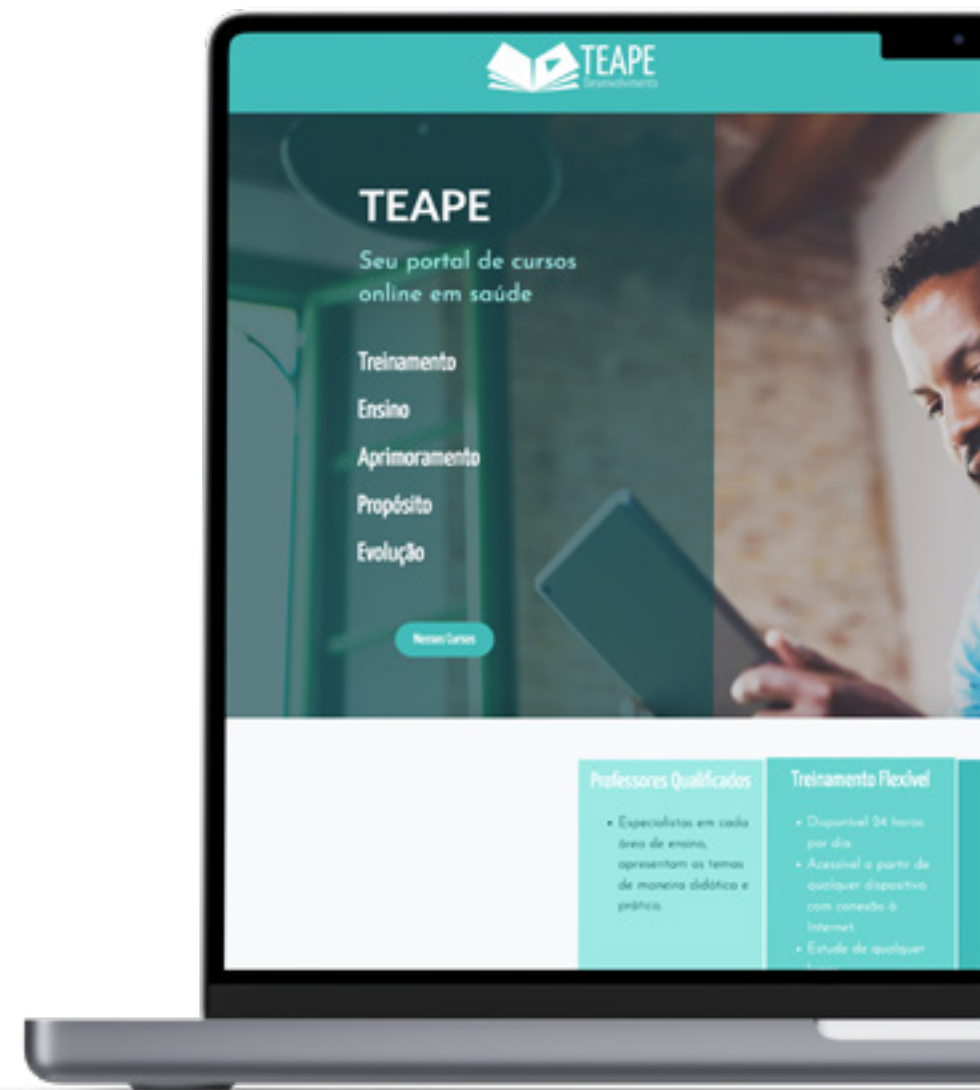 TEAPE
Desenvolvimento
TEAPE
Seu portal de cursos
online em saúde
Treinamento
Ensino
Aprimoramento
Propósito
Evolução
Nossos Cursos
Professores Qualificados
• Especialistas em cada
área de ensino,
apresentam os temas
de maneira didática e
prática.
Treinamento Flexível
• Disponível 24 horas
por dia.
• Acessível a partir de
qualquer dispositivo
com conexão à
Internet.
• Estude de qualquer